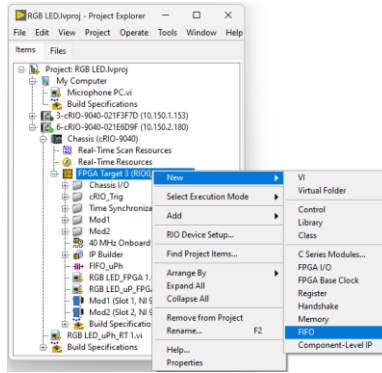 RGB LED.lvproj - Project Explorer
File Edit View Project Operate Tools Window Help
Items Files
Project: RGB LED.lvproj
My Computer
Microphone PC.vi
Build Specifications
3-cRIO-9040-021F3F7D (10.150.1.153)
6-cRIO-9040-021E6D9F (10.150.2.180)
Chassis (cRIO-9040)
Real-Time Scan Resources
Real-Time Resources
FPGA Target 3 (RIO0,
Chassis I/O
cRIO_Trig
Time Synchroniza
Mod1
Mod2
40 MHz Onboard
IP Builder
FIFO_uPh
RGB LED_FPGA 1.
RGB LED_uP_FPGA
Mod1 (Slot 1, NI 9
Mod2 (Slot 2, NI 9
Build Specificatio
RGB LED_uPh_RT 1.vi
Build Specifications
New
Select Execution Mode
Add
RIO Device Setup...
Find Project Items...
Arrange By
Expand All
Collapse All
Remove from Project
Rename... F2
Help...
Properties
VI
Virtual Folder
Control
Library
Class
C Series Modules...
FPGA I/O
FPGA Base Clock
Register
Handshake
Memory
FIFO
Component-Level IP